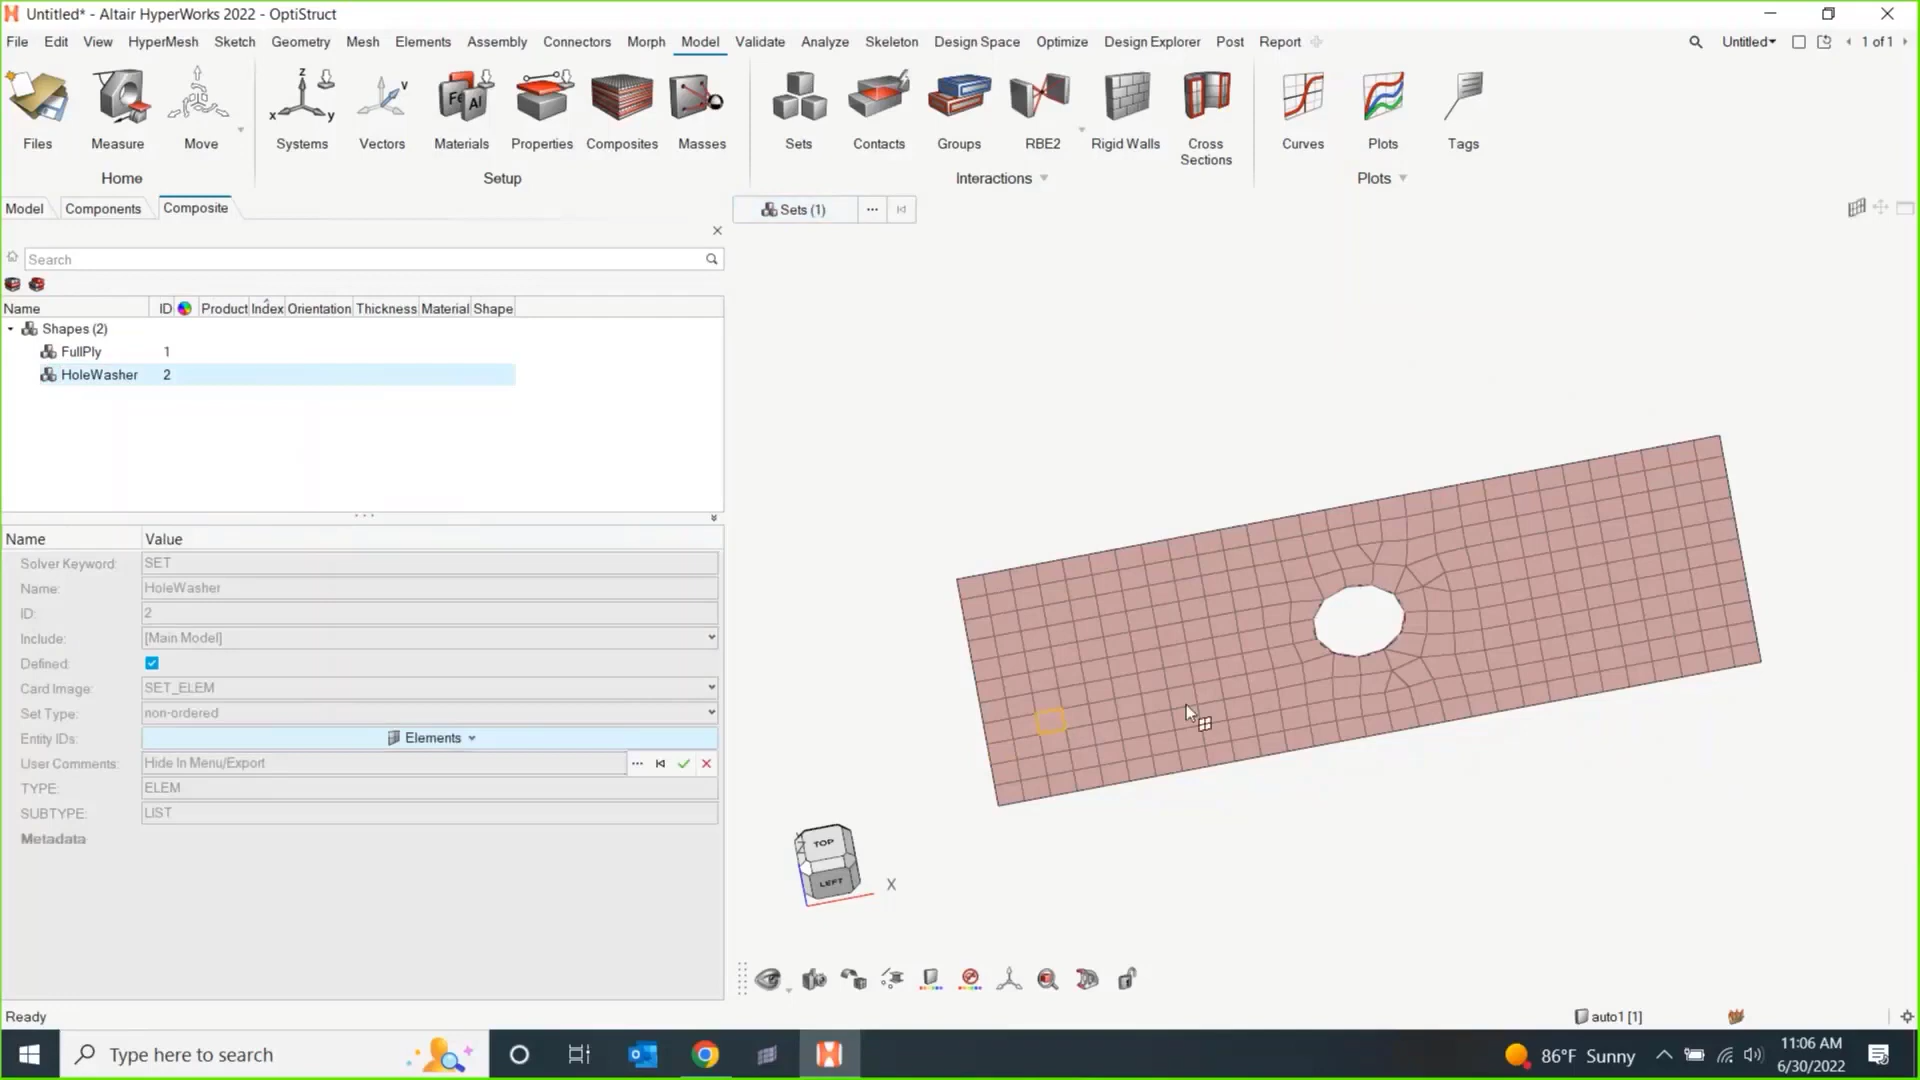 Untitled* - Altair HyperWorks 2022 - OptiStruct
File Edit View HyperMesh Sketch Geometry Mesh Elements Assembly Connectors Morph Model Validate Analyze Skeleton Design Space Optimize Design Explorer Post Report Untitled 1 of 1
Files Measure Move Systems Vectors Materials Properties Composites Masses Sets Contacts Groups RBE2 Rigid Walls Cross Sections Curves Plots Tags
Home Setup Interactions Plots
Model Components Composite
Sets (1) ...
Search
Name ID Product Index Orientation Thickness Material Shape
Shapes (2)
FullPly 1
HoleWasher 2
Name Value
Solver Keyword: SET
Name: HoleWasher
ID: 2
Include: [Main Model]
Defined:
Card Image: SET_ELEM
Set Type: non-ordered
Entity IDs: Elements
User Comments: Hide In Menu/Export ...
TYPE: ELEM
SUBTYPE: LIST
Metadata
TOP
LEFT
X
Ready
auto1 [1]
Type here to search
86°F Sunny
11:06 AM
6/30/2022